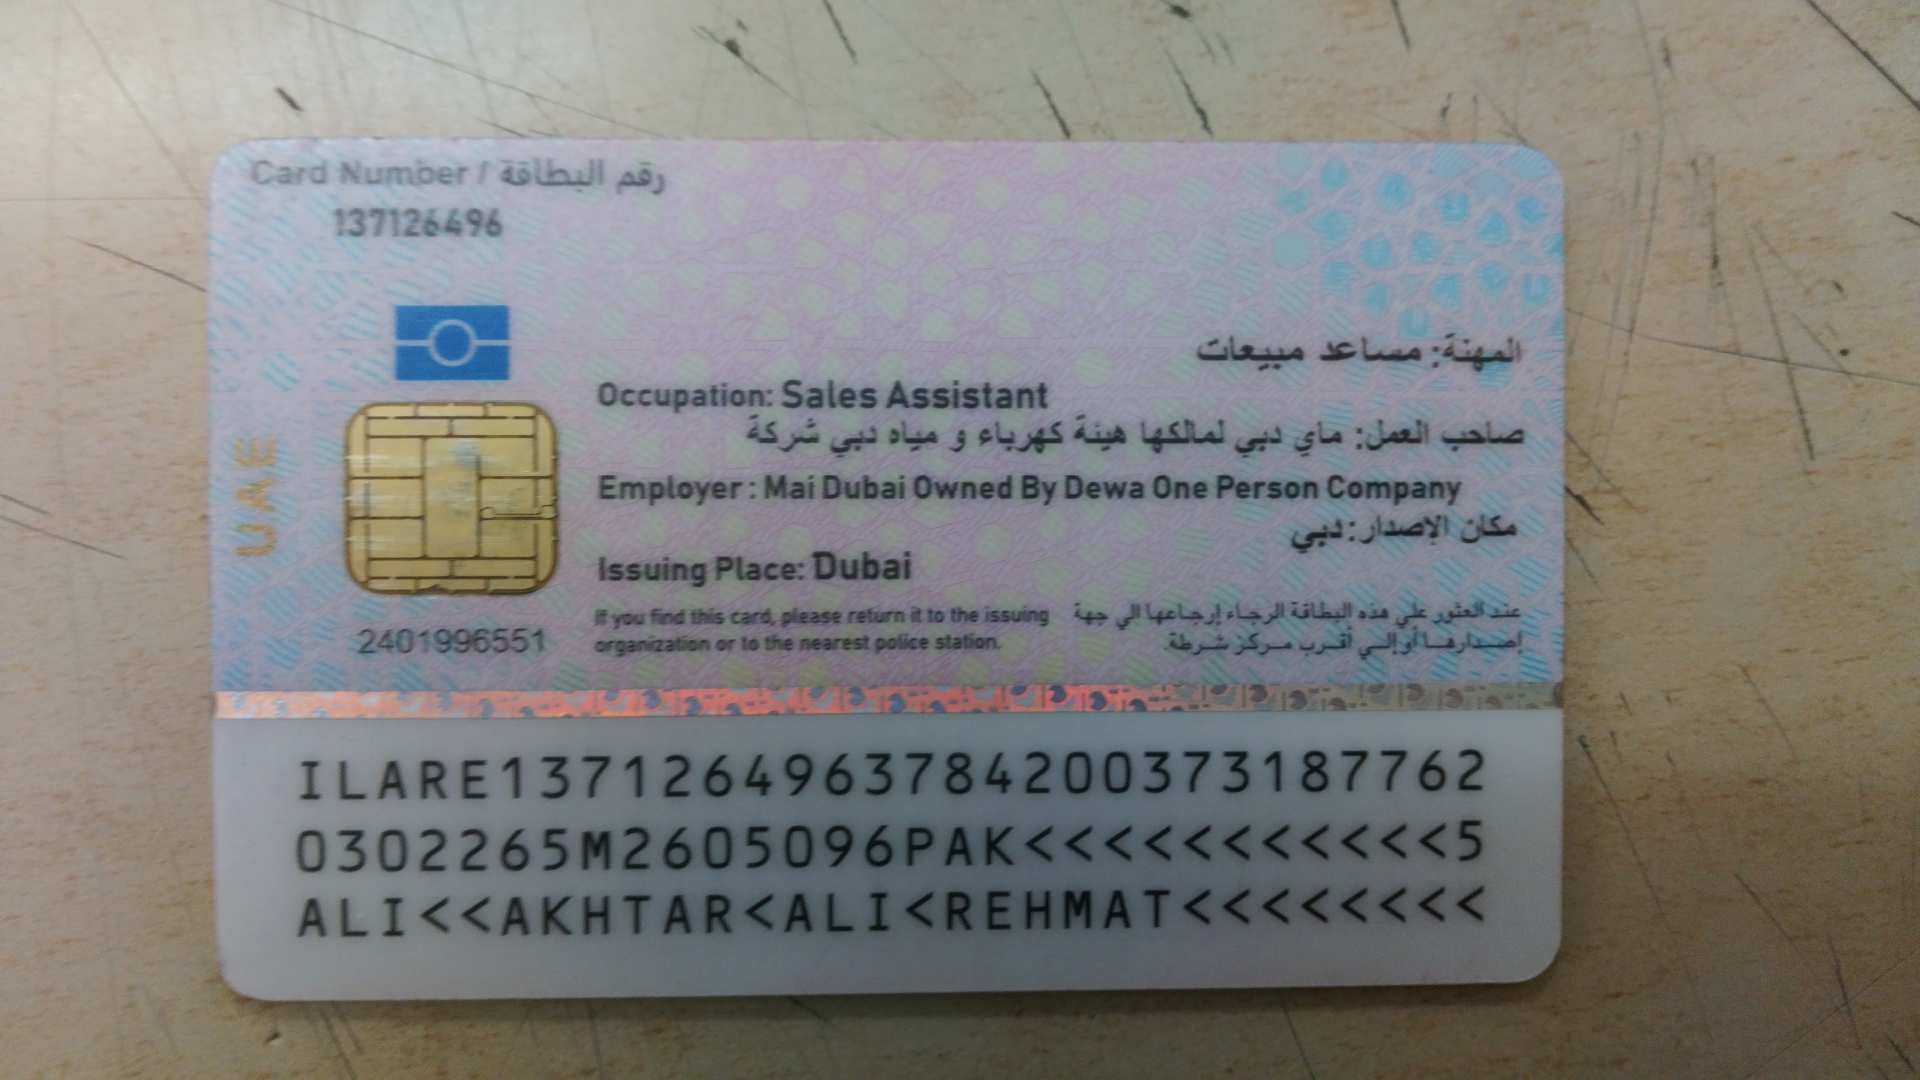 Card Number / رقم البطاقة
137126496
المهنة: مساعد مبيعات
Occupation: Sales Assistant
صاحب العمل: ماي دبي لمالكها هيئة كهرباء و مياه دبي شركة
Employer : Mai Dubai Owned By Dewa One Person Company
مكان الإصدار: دبي
Issuing Place: Dubai
UAE
2401996551
If you find this card, please return it to the issuing
organization or to the nearest police station.
عند العثور علي هذه البطاقة الرجاء إرجاعها الي جهة
إصدارها أو إلي أقرب مركز شرطة.
ILARE1371264963784200373187762
0302265M2605096PAK<<<<<<<<<<<5
ALI<<AKHTAR<ALI<REHMAT<<<<<<<<